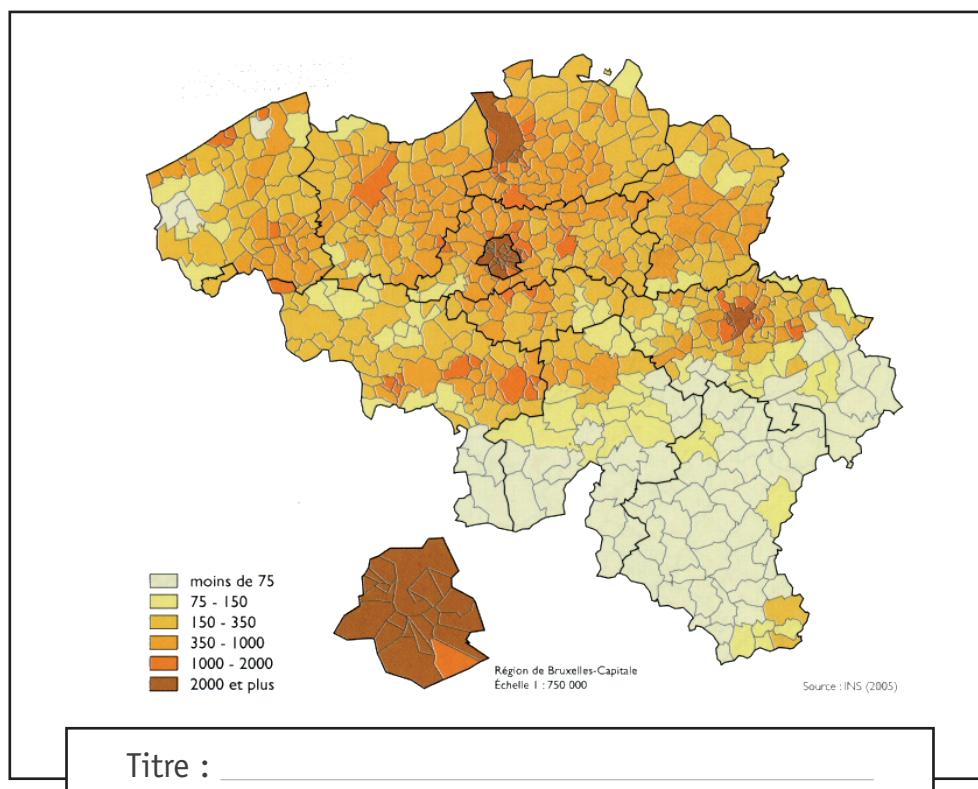 moins de 75
75 - 150
150 - 350
350 - 1000
1000 - 2000
2000 et plus
Région de Bruxelles-Capitale
Échelle 1 : 750 000
Source : INS (2005)
Titre :